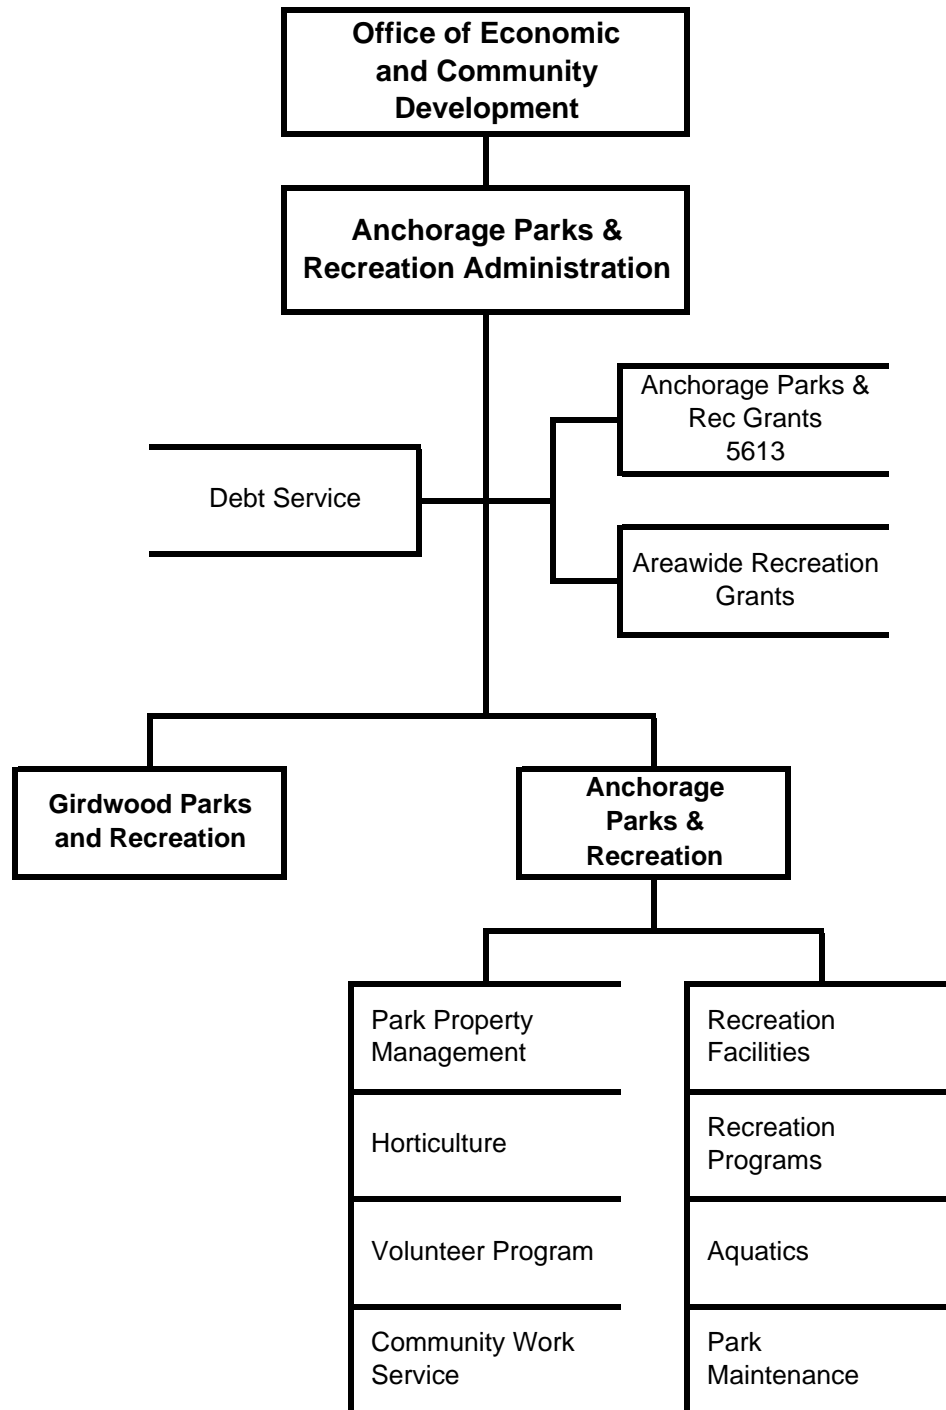 Office of Economic
and Community
Development
Anchorage Parks &
Recreation Administration
Anchorage Parks &
Rec Grants
5613
Debt Service
Areawide Recreation
Grants
Girdwood Parks
and Recreation
Anchorage
Parks &
Recreation
Park Property
Management
Horticulture
Volunteer Program
Community Work
Service
Recreation
Facilities
Recreation
Programs
Aquatics
Park
Maintenance